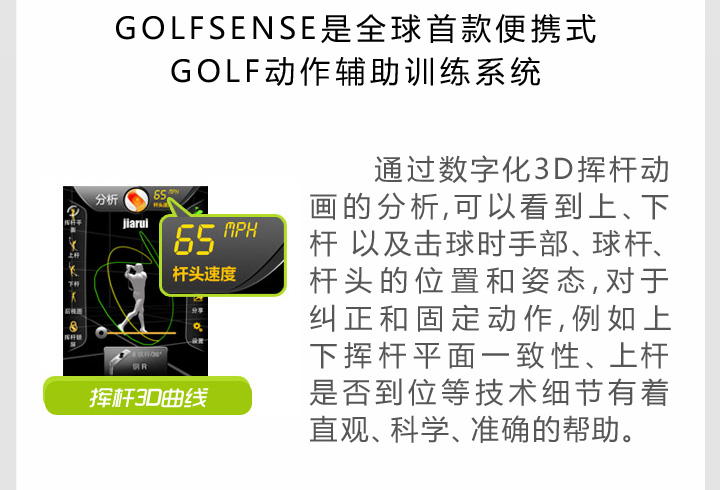 GOLFSENSE是全球首款便携式
GOLF动作辅助训练系统
通过数字化3D挥杆动
画的分析,可以看到上、下
杆 以及击球时手部、球杆、
杆头的位置和姿态,对于
纠正和固定动作,例如上
下挥杆平面一致性、上杆
是否到位等技术细节有着
直观、科学、准确的帮助。
分析
65 MPH
杆头速度
jiarui
挥杆平
面
上杆
下杆
后视图
挥杆锁
屏
65 MPH
杆头速度
分享
设置
钢 R
挥杆3D曲线